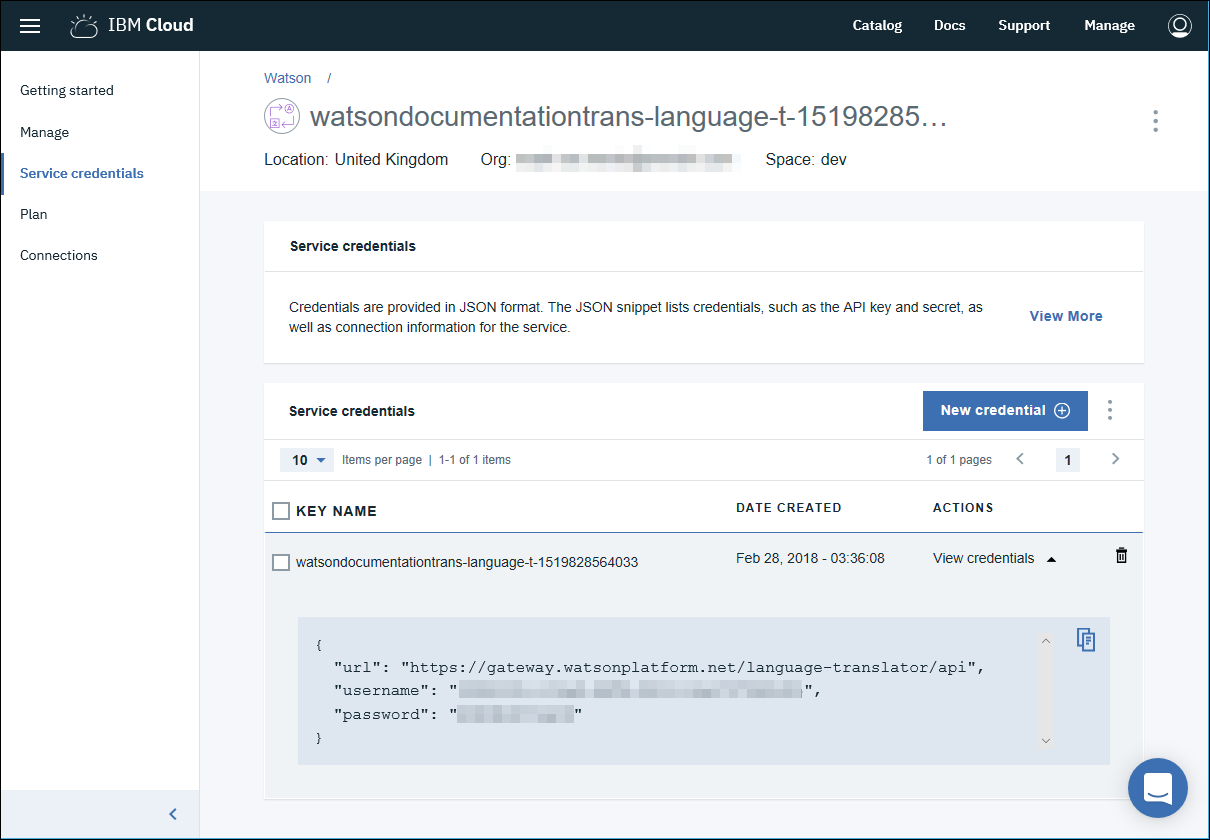 IBM Cloud
Catalog Docs Support Manage
Getting started
Manage
Service credentials
Plan
Connections
Watson /
watsondocumentationtrans-language-t-15198285…
Location: United Kingdom Org: Space: dev
Service credentials
Credentials are provided in JSON format. The JSON snippet lists credentials, such as the API key and secret, as
well as connection information for the service.
View More
Service credentials
New credential
10 Items per page | 1-1 of 1 items 1 of 1 pages 1
KEY NAME DATE CREATED ACTIONS
watsondocumentationtrans-language-t-1519828564033 Feb 28, 2018 - 03:36:08 View credentials
{
"url": "https://gateway.watsonplatform.net/language-translator/api",
"username": "",
"password": ""
}